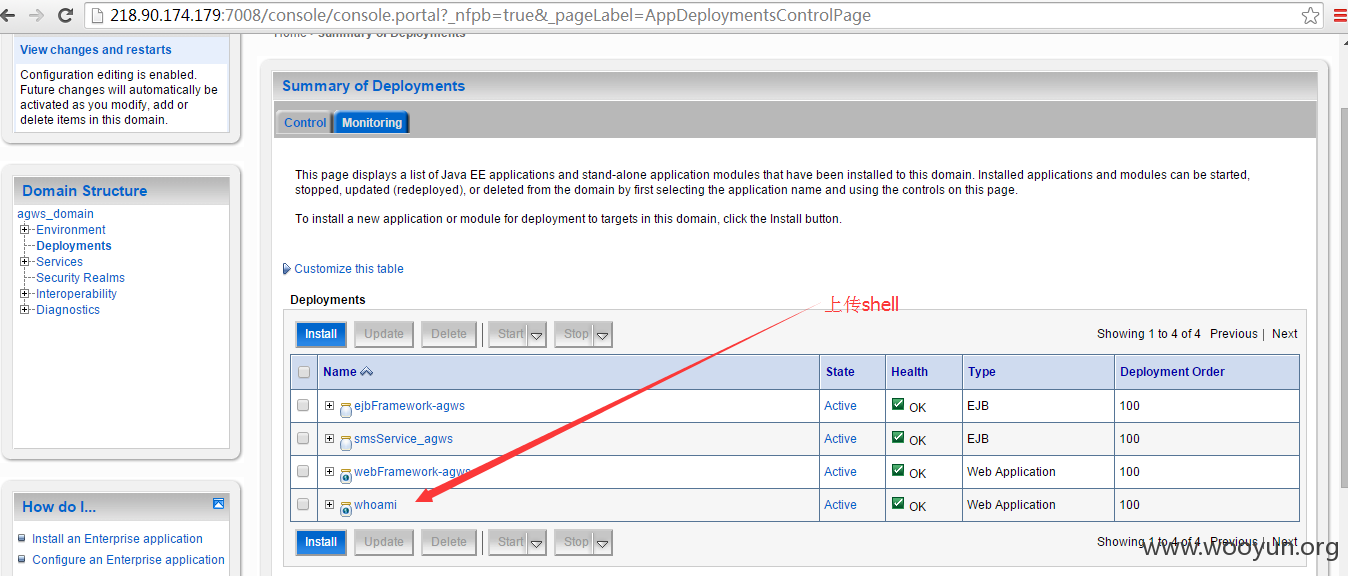 218.90.174.179:7008/console/console.portal?_nfpb=true&_pageLabel=AppDeploymentsControlPage
View changes and restarts
Configuration editing is enabled.
Future changes will automatically be
activated as you modify, add or
delete items in this domain.
Domain Structure
agws_domain
Environment
Deployments
Services
Security Realms
Interoperability
Diagnostics
How do I...
Install an Enterprise application
Configure an Enterprise application
Home > Summary of Deployments
Summary of Deployments
Control Monitoring
This page displays a list of Java EE applications and stand-alone application modules that have been installed to this domain. Installed applications and modules can be started,
stopped, updated (redeployed), or deleted from the domain by first selecting the application name and using the controls on this page.
To install a new application or module for deployment to targets in this domain, click the Install button.
Customize this table
上传shell
Deployments
Install Update Delete Start Stop Showing 1 to 4 of 4 Previous | Next
Name State Health Type Deployment Order
ejbFramework-agws Active OK EJB 100
smsService_agws Active OK EJB 100
webFramework-agws Active OK Web Application 100
whoami Active OK Web Application 100
Install Update Delete Start Stop Showing 1 to 4 of 4 Previous | Next
www.wooyun.org